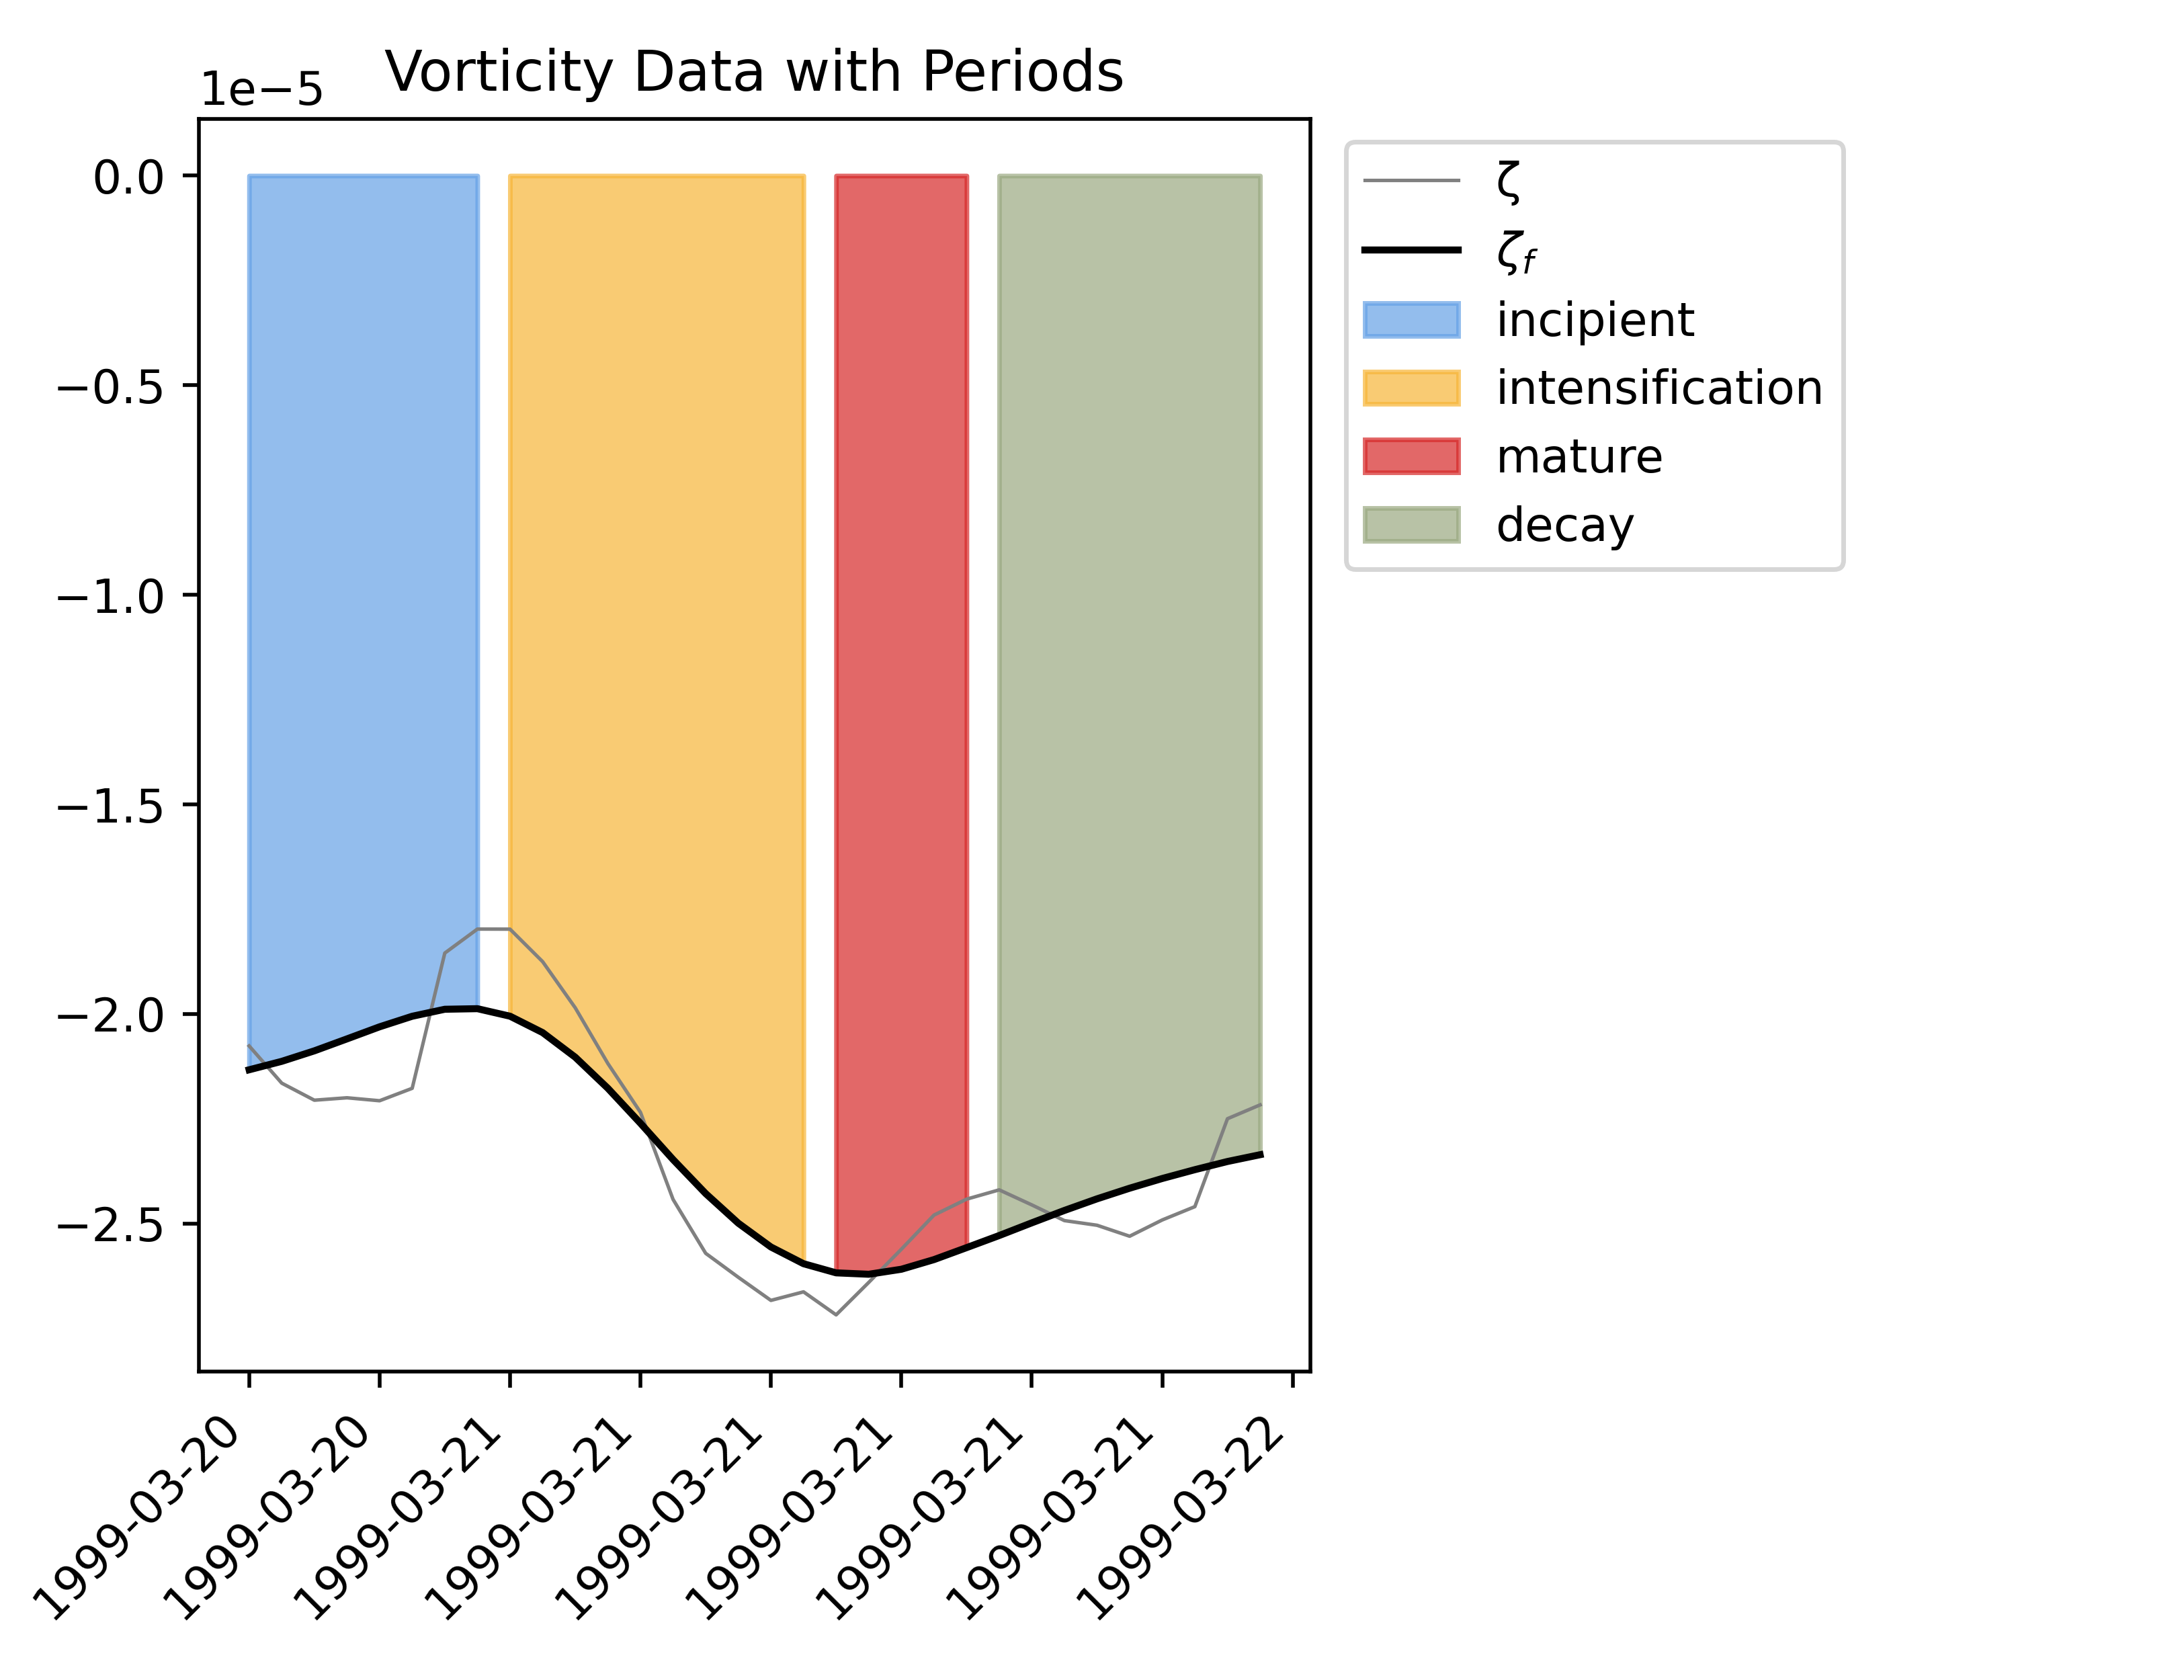 Vorticity Data with Periods
1e−5
0.0
−0.5
−1.0
−1.5
−2.0
−2.5
1999-03-20
1999-03-20
1999-03-21
1999-03-21
1999-03-21
1999-03-21
1999-03-21
1999-03-21
1999-03-22
ζ
ζf
incipient
intensification
mature
decay